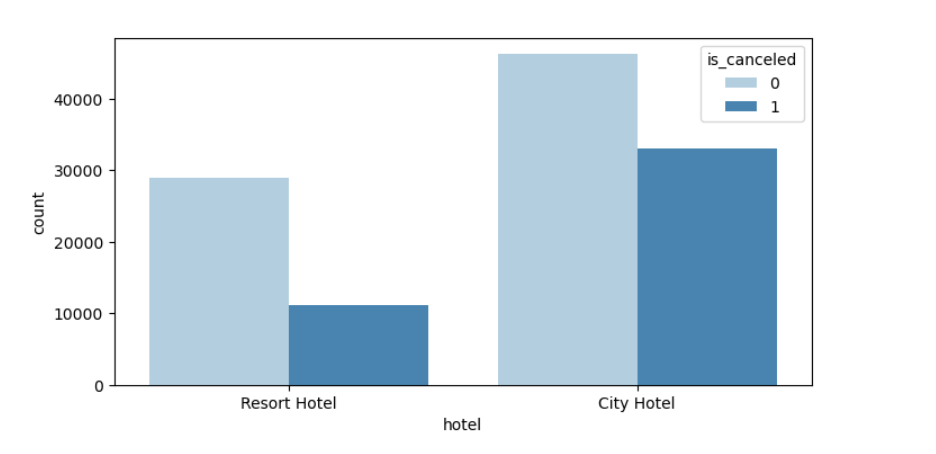 is_canceled
0
1
40000
30000
20000
10000
0
count
Resort Hotel
City Hotel
hotel